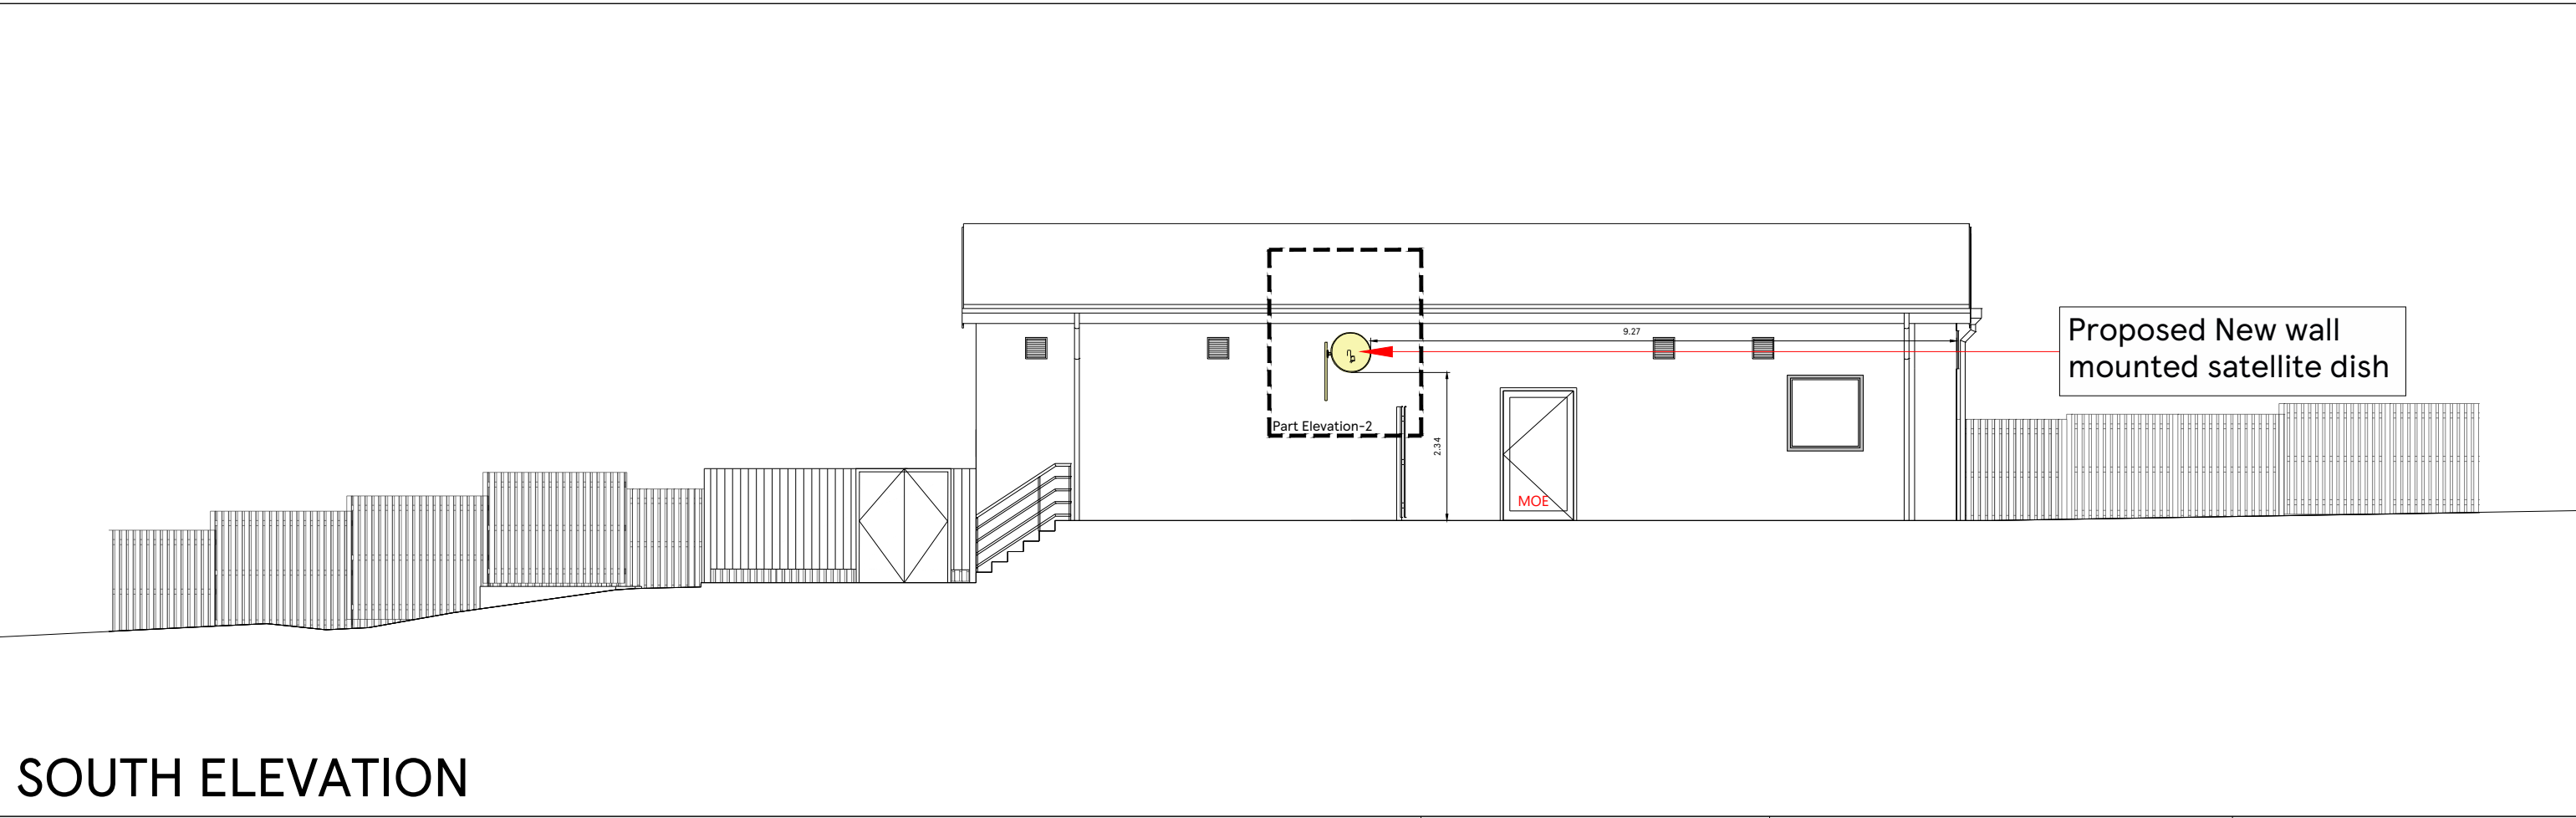 9.27
Proposed New wall
mounted satellite dish
Part Elevation-2
2.34
MOE
SOUTH ELEVATION